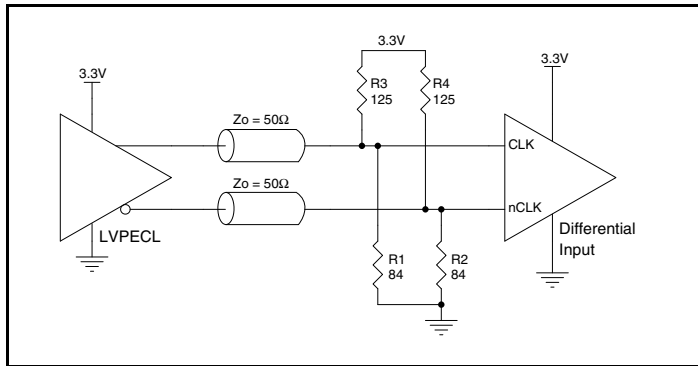 3.3V
3.3V
3.3V
R3
125
R4
125
Zo = 50Ω
CLK
Zo = 50Ω
nCLK
LVPECL
Differential
Input
R1
84
R2
84